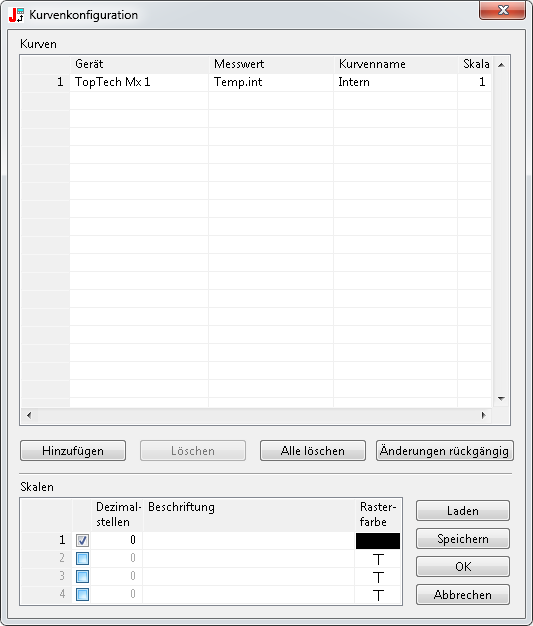 Kurvenkonfiguration
Kurven
Gerät Messwert Kurvenname Skala
1 TopTech Mx 1 Temp.int Intern 1
Hinzufügen Löschen Alle löschen Änderungen rückgängig
Skalen
Dezimal-stellen Beschriftung Raster-farbe
1 0
2 0 T
3 0 T
4 0 T
Laden
Speichern
OK
Abbrechen